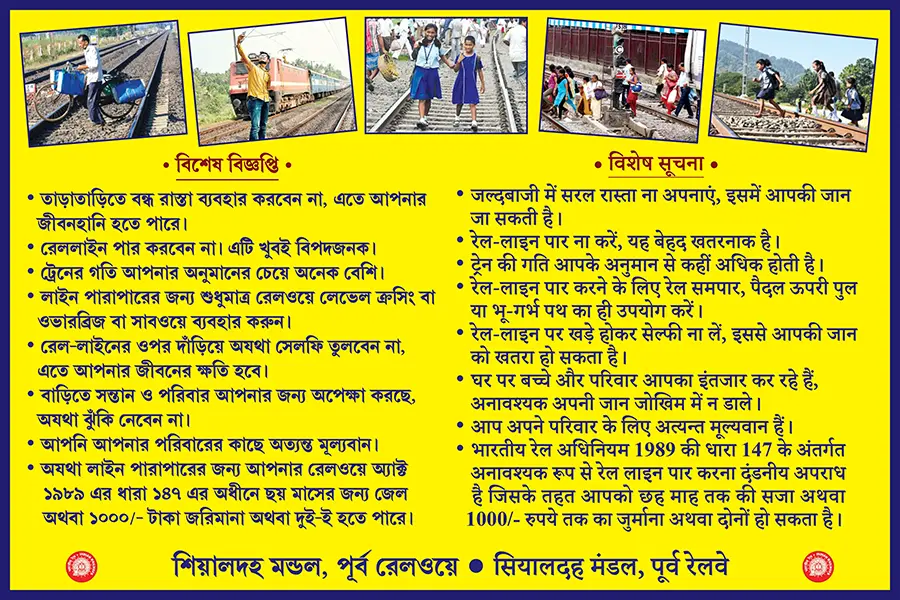 • বিশেষ বিজ্ঞপ্তি •
• তাড়াতাড়িতে বন্ধ রাস্তা ব্যবহার করবেন না, এতে আপনার
জীবনহানি হতে পারে।
• রেললাইন পার করবেন না। এটি খুবই বিপদজনক।
• ট্রেনের গতি আপনার অনুমানের চেয়ে অনেক বেশি।
• লাইন পারাপারের জন্য শুধুমাত্র রেলওয়ে লেভেল ক্রসিং বা
ওভারব্রিজ বা সাবওয়ে ব্যবহার করুন।
• রেল-লাইনের ওপর দাঁড়িয়ে অযথা সেলফি তুলবেন না,
এতে আপনার জীবনের ক্ষতি হবে।
• বাড়িতে সন্তান ও পরিবার আপনার জন্য অপেক্ষা করছে,
অযথা ঝুঁকি নেবেন না।
• আপনি আপনার পরিবারের কাছে অত্যন্ত মূল্যবান।
• অযথা লাইন পারাপারের জন্য আপনার রেলওয়ে অ্যাক্ট
১৯৮৯ এর ধারা ১৪৭ এর অধীনে ছয় মাসের জন্য জেল
অথবা ১০০০/- টাকা জরিমানা অথবা দুই-ই হতে পারে।
• विशेष सूचना •
• जल्दबाजी में सरल रास्ता ना अपनाएं, इसमें आपकी जान
जा सकती है।
• रेल-लाइन पार ना करें, यह बेहद खतरनाक है।
• ट्रेन की गति आपके अनुमान से कहीं अधिक होती है।
• रेल-लाइन पार करने के लिए रेल समपार, पैदल ऊपरी पुल
या भू-गर्भ पथ का ही उपयोग करें।
• रेल-लाइन पर खड़े होकर सेल्फी ना लें, इससे आपकी जान
को खतरा हो सकता है।
• घर पर बच्चे और परिवार आपका इंतजार कर रहे हैं,
अनावश्यक अपनी जान जोखिम में न डाले।
• आप अपने परिवार के लिए अत्यन्त मूल्यवान हैं।
• भारतीय रेल अधिनियम 1989 की धारा 147 के अंतर्गत
अनावश्यक रूप से रेल लाइन पार करना दंडनीय अपराध
है जिसके तहत आपको छह माह तक की सजा अथवा
1000/- रुपये तक का जुर्माना अथवा दोनों हो सकता है।
শিয়ালদহ মন্ডল, পূর্ব রেলওয়ে ● सियालदह मंडल, पूर्व रेलवे